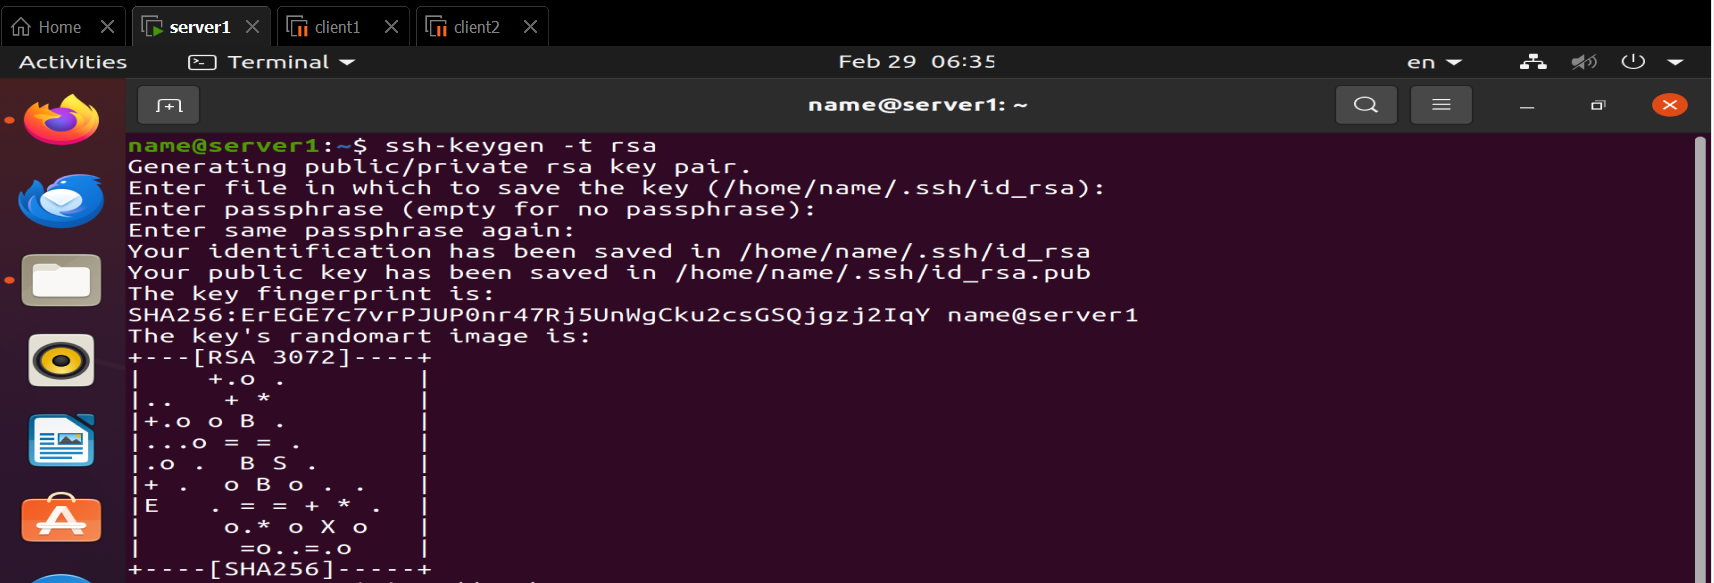 Home server1 client1 client2
Activities Terminal Feb 29 06:35 en
name@server1: ~
name@server1:~$ ssh-keygen -t rsa
Generating public/private rsa key pair.
Enter file in which to save the key (/home/name/.ssh/id_rsa):
Enter passphrase (empty for no passphrase):
Enter same passphrase again:
Your identification has been saved in /home/name/.ssh/id_rsa
Your public key has been saved in /home/name/.ssh/id_rsa.pub
The key fingerprint is:
SHA256:ErEGE7c7vrPJUP0nr47Rj5UnWgCku2csGSQjgzj2IqY name@server1
The key's randomart image is:
+---[RSA 3072]----+
|    +.o .        |
|..   + *         |
|+.o o B .        |
|...o = = .       |
|.o .  B S .      |
|+ .  o B o . .   |
|E   . = = + * .  |
|     o.* o X o   |
|      =o..=.o    |
+----[SHA256]-----+